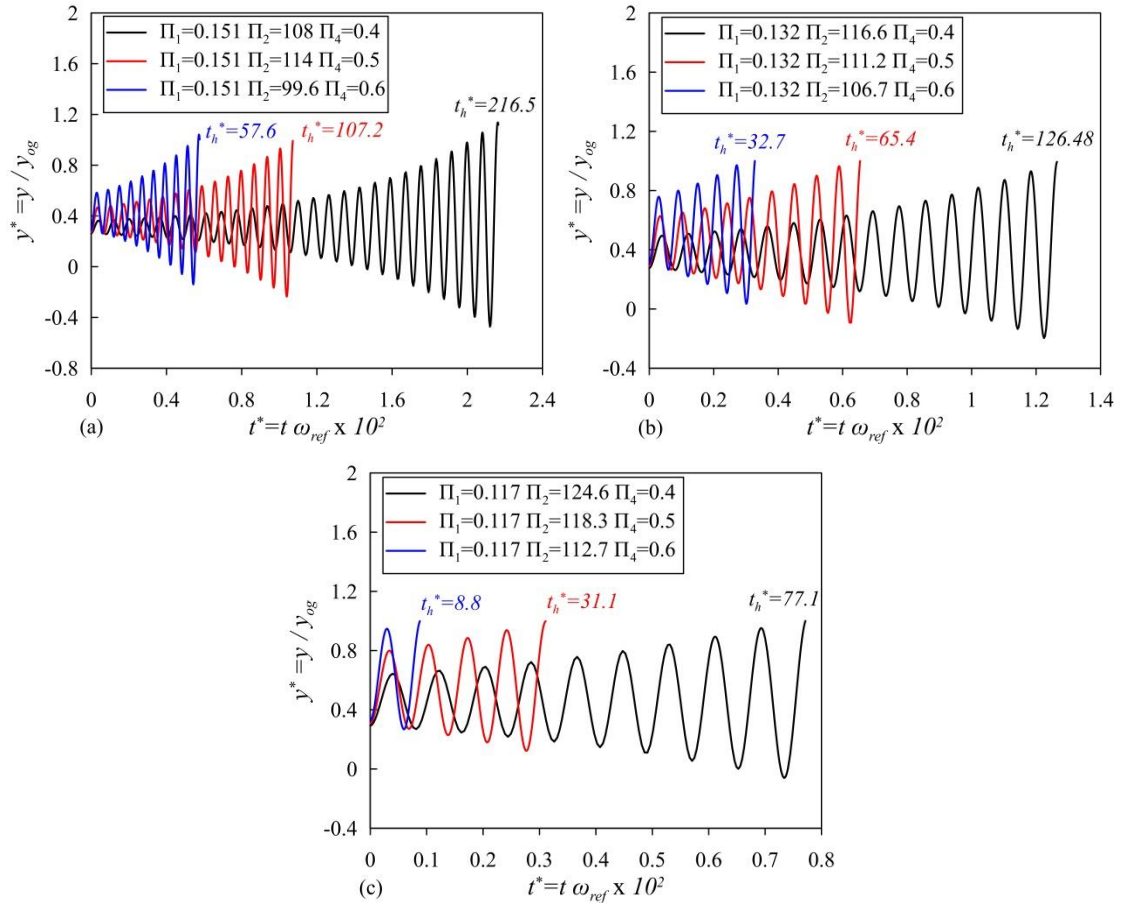 2
1.6
1.2
0.8
0.4
0
-0.4
-0.8
y* =y / y_og
Π₁=0.151 Π₂=108 Π₄=0.4
Π₁=0.151 Π₂=114 Π₄=0.5
Π₁=0.151 Π₂=99.6 Π₄=0.6
t_h*=57.6
t_h*=107.2
t_h*=216.5
0 0.4 0.8 1.2 1.6 2 2.4
(a) t*=t ω_ref x 10²
2
1.6
1.2
0.8
0.4
0
-0.4
y* =y / y_og
Π₁=0.132 Π₂=116.6 Π₄=0.4
Π₁=0.132 Π₂=111.2 Π₄=0.5
Π₁=0.132 Π₂=106.7 Π₄=0.6
t_h*=32.7
t_h*=65.4
t_h*=126.48
0 0.2 0.4 0.6 0.8 1 1.2 1.4
(b) t*=t ω_ref x 10²
2
1.6
1.2
0.8
0.4
0
-0.4
y* =y / y_og
Π₁=0.117 Π₂=124.6 Π₄=0.4
Π₁=0.117 Π₂=118.3 Π₄=0.5
Π₁=0.117 Π₂=112.7 Π₄=0.6
t_h*=8.8
t_h*=31.1
t_h*=77.1
0 0.1 0.2 0.3 0.4 0.5 0.6 0.7 0.8
(c) t*=t ω_ref x 10²